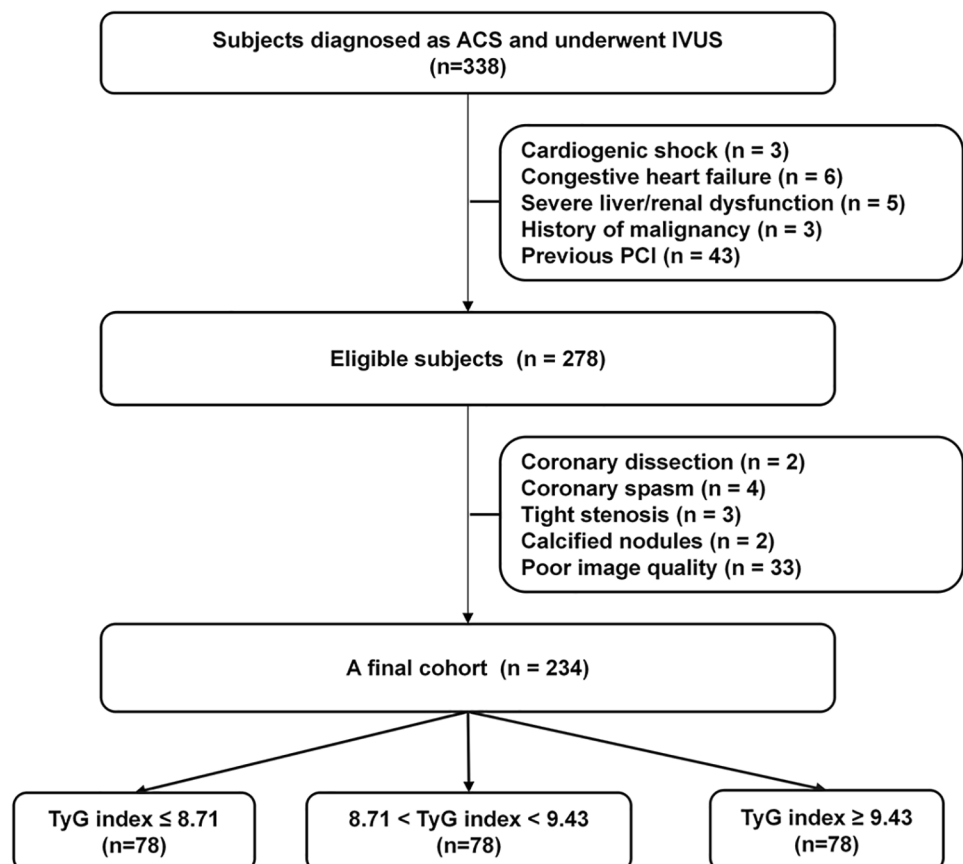 Subjects diagnosed as ACS and underwent IVUS
(n=338)
Cardiogenic shock (n = 3)
Congestive heart failure (n = 6)
Severe liver/renal dysfunction (n = 5)
History of malignancy (n = 3)
Previous PCI (n = 43)
Eligible subjects (n = 278)
Coronary dissection (n = 2)
Coronary spasm (n = 4)
Tight stenosis (n = 3)
Calcified nodules (n = 2)
Poor image quality (n = 33)
A final cohort (n = 234)
TyG index ≤ 8.71
(n=78)
8.71 < TyG index < 9.43
(n=78)
TyG index ≥ 9.43
(n=78)